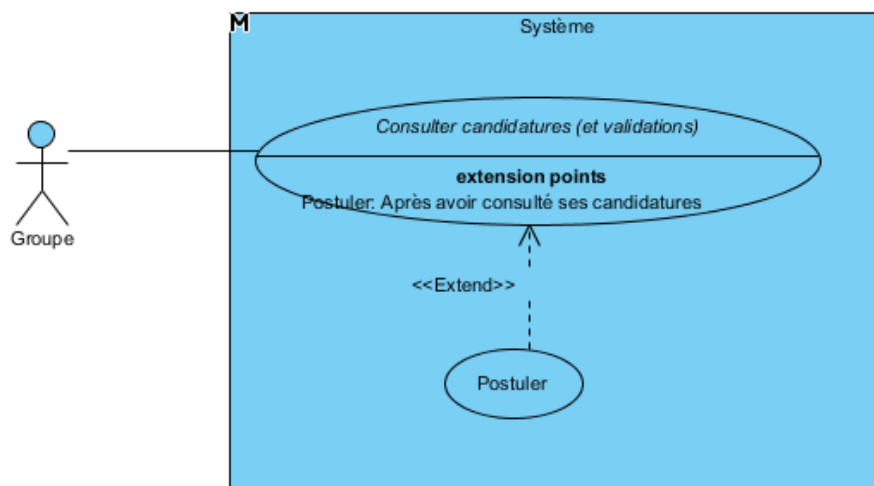 M
Système
Consulter candidatures (et validations)
extension points
Postuler: Après avoir consulté ses candidatures
Groupe
<<Extend>>
Postuler